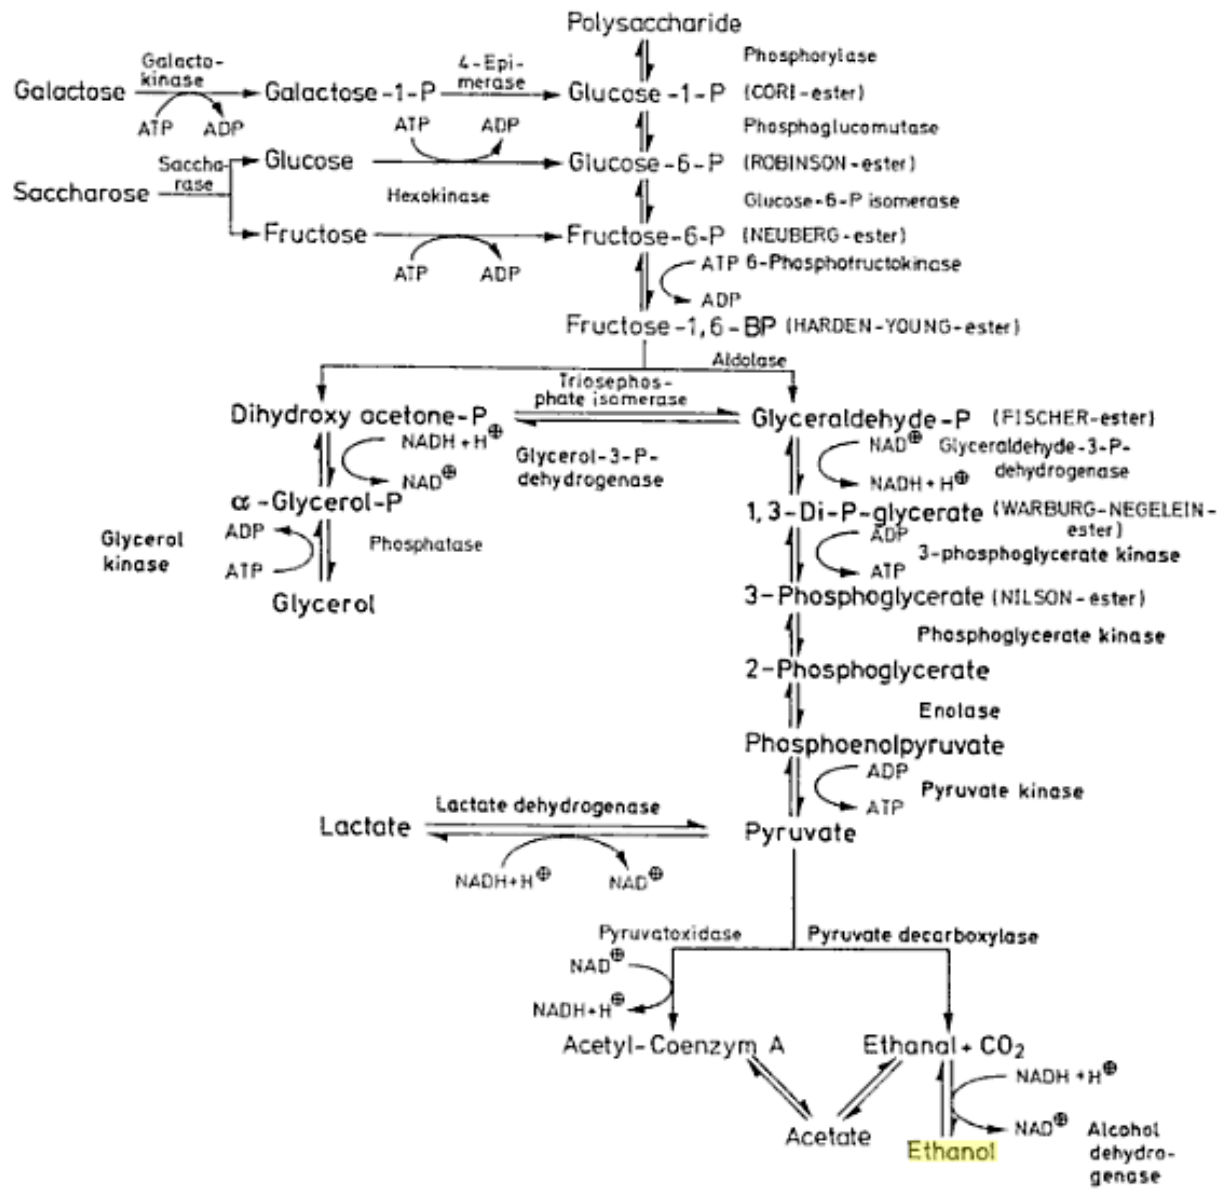 Polysaccharide
Phosphorylase
Galacto-
kinase
4-Epi-
merase
Galactose
Galactose-1-P
Glucose-1-P (CORI-ester)
ATP ADP
ATP ADP
Phosphoglucomutase
Saccharose
Saccha-
rase
Glucose
Glucose-6-P (ROBINSON-ester)
Hexokinase
Glucose-6-P isomerase
Fructose
Fructose-6-P (NEUBERG-ester)
ATP ADP
ATP 6-Phosphofructokinase
ADP
Fructose-1,6-BP (HARDEN-YOUNG-ester)
Aldolase
Triosephos-
phate isomerase
Dihydroxy acetone-P
Glyceraldehyde-P (FISCHER-ester)
NADH+H⊕
NAD⊕
Glycerol-3-P-
dehydrogenase
NAD⊕
NADH+H⊕
Glyceraldehyde-3-P-
dehydrogenase
α-Glycerol-P
1,3-Di-P-glycerate (WARBURG-NEGELEIN-
ester)
Glycerol
kinase
ADP
ATP
Phosphatase
ADP
ATP
3-phosphoglycerate kinase
Glycerol
3-Phosphoglycerate (NILSON-ester)
Phosphoglycerate kinase
2-Phosphoglycerate
Enolase
Phosphoenolpyruvate
ADP
ATP
Pyruvate kinase
Lactate dehydrogenase
Lactate
Pyruvate
NADH+H⊕ NAD⊕
Pyruvatoxidase
Pyruvate decarboxylase
NAD⊕
NADH+H⊕
Acetyl-Coenzym A
Ethanal+CO₂
NADH+H⊕
NAD⊕
Acetate
Ethanol
Alcohol
dehydro-
genase